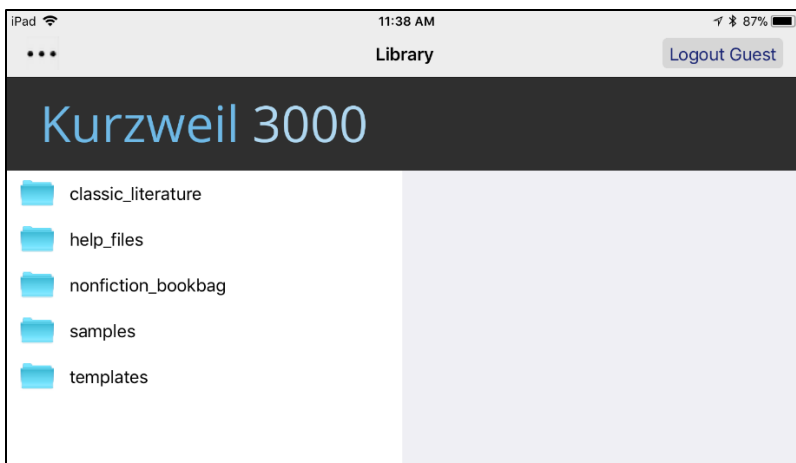 iPad 11:38 AM 87%
••• Library Logout Guest
Kurzweil 3000
classic_literature
help_files
nonfiction_bookbag
samples
templates